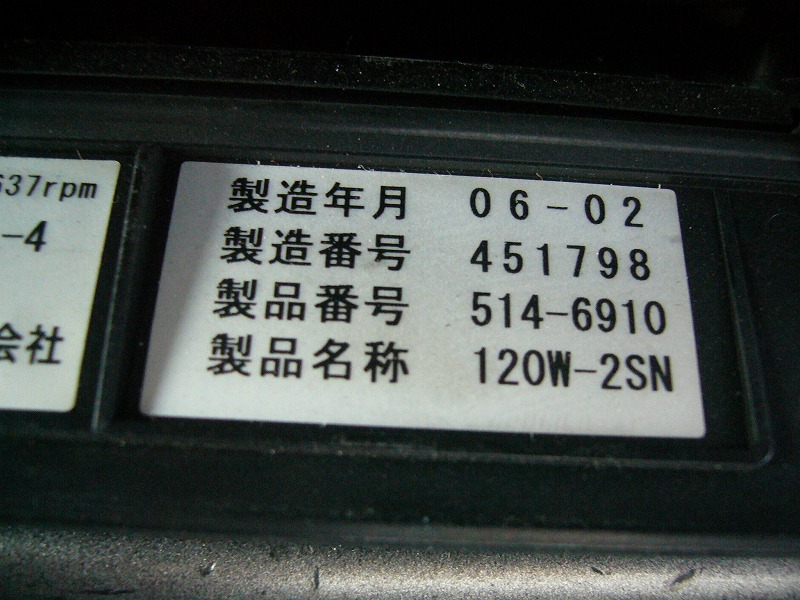 637rpm
-4
会社
製造年月 06-02
製造番号 451798
製品番号 514-6910
製品名称 120W-2SN